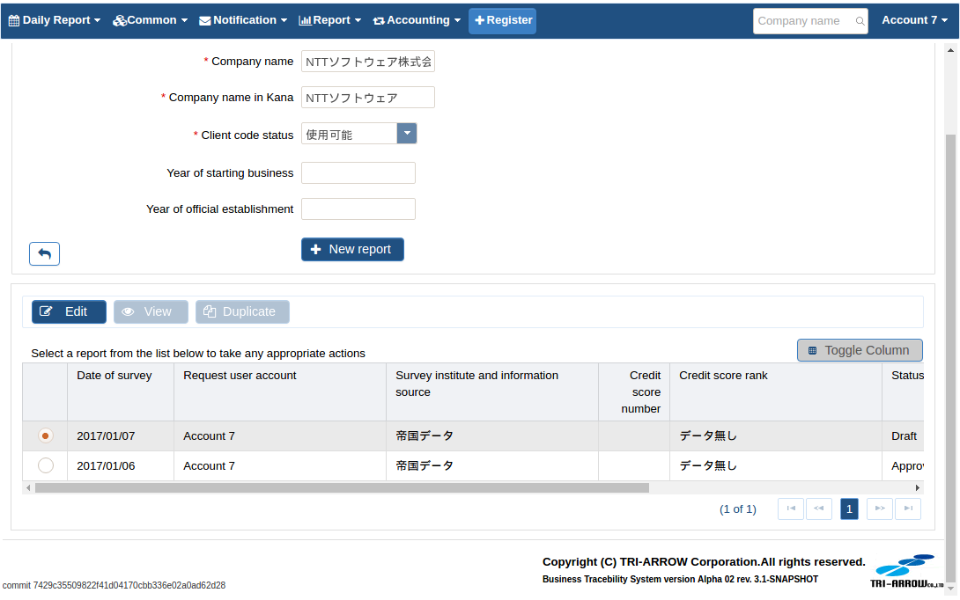 Daily Report Common Notification Report Accounting Register Company name Account 7
* Company name NTTソフトウェア株式会
* Company name in Kana NTTソフトウェア
* Client code status 使用可能
Year of starting business
Year of official establishment
New report
Edit View Duplicate
Select a report from the list below to take any appropriate actions
Toggle Column
Date of survey Request user account Survey institute and information source Credit score number Credit score rank Status
2017/01/07 Account 7 帝国データ データ無し Draft
2017/01/06 Account 7 帝国データ データ無し Approv
(1 of 1) 1
Copyright (C) TRI-ARROW Corporation.All rights reserved.
Business Tracebility System version Alpha 02 rev. 3.1-SNAPSHOT
TRI-ARROW Co.,LTD
commit 7429c35509822f41d04170cbb336e02a0ad62d28